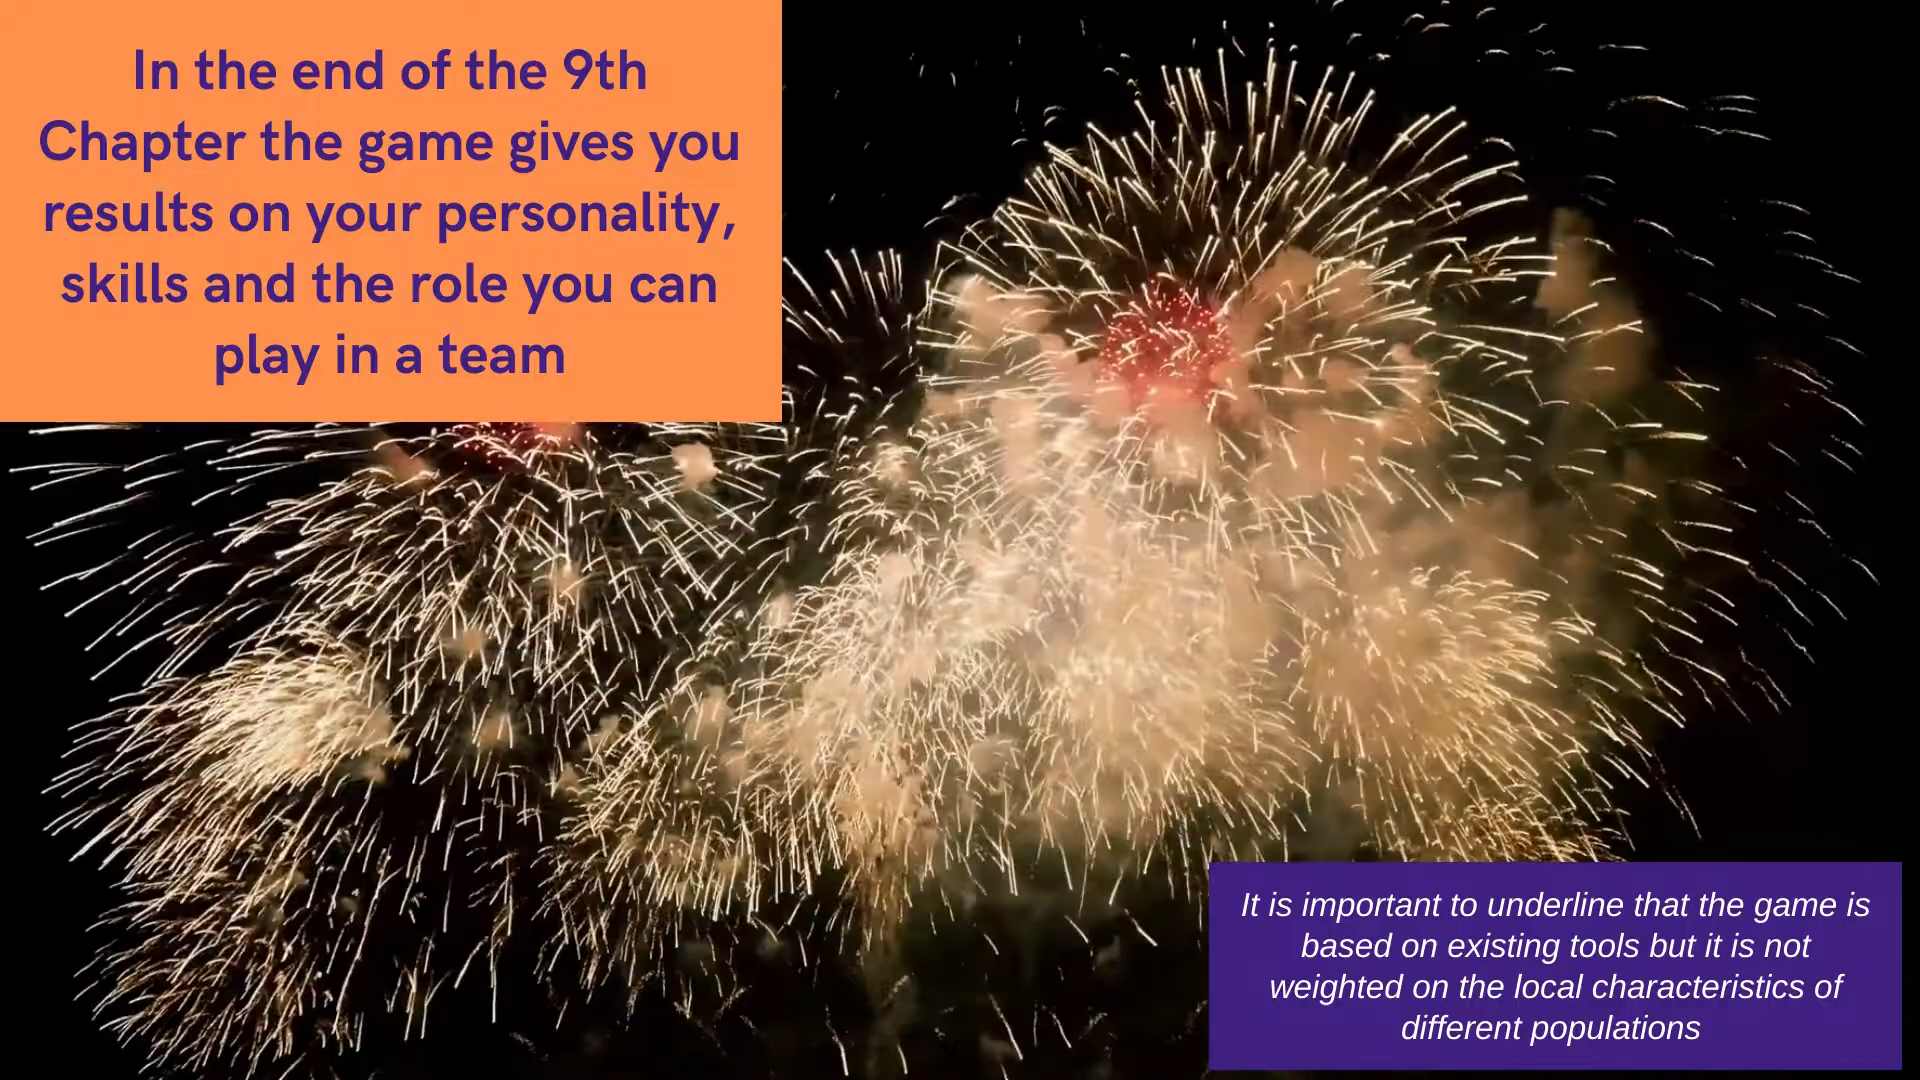 In the end of the 9th
Chapter the game gives you
results on your personality,
skills and the role you can
play in a team
It is important to underline that the game is
based on existing tools but it is not
weighted on the local characteristics of
different populations